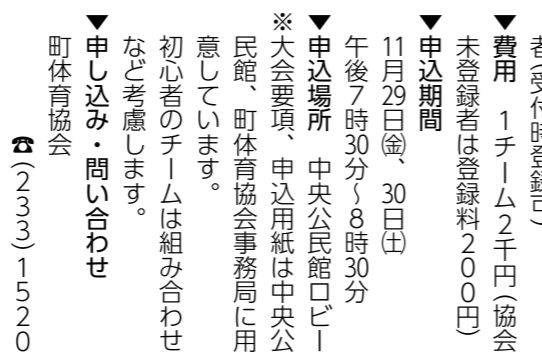 者(受付時登録可)
▼費用　1チーム2千円(協会
未登録者は登録料200円)
▼申込期間
11月29日㈮、30日㈯
午後7時30分～8時30分
▼申込場所　中央公民館ロビー
※大会要項、申込用紙は中央公
民館、町体育協会事務局に用
意しています。
初心者のチームは組み合わせ
など考慮します。
▼申し込み・問い合わせ
町体育協会
☎(233)1520